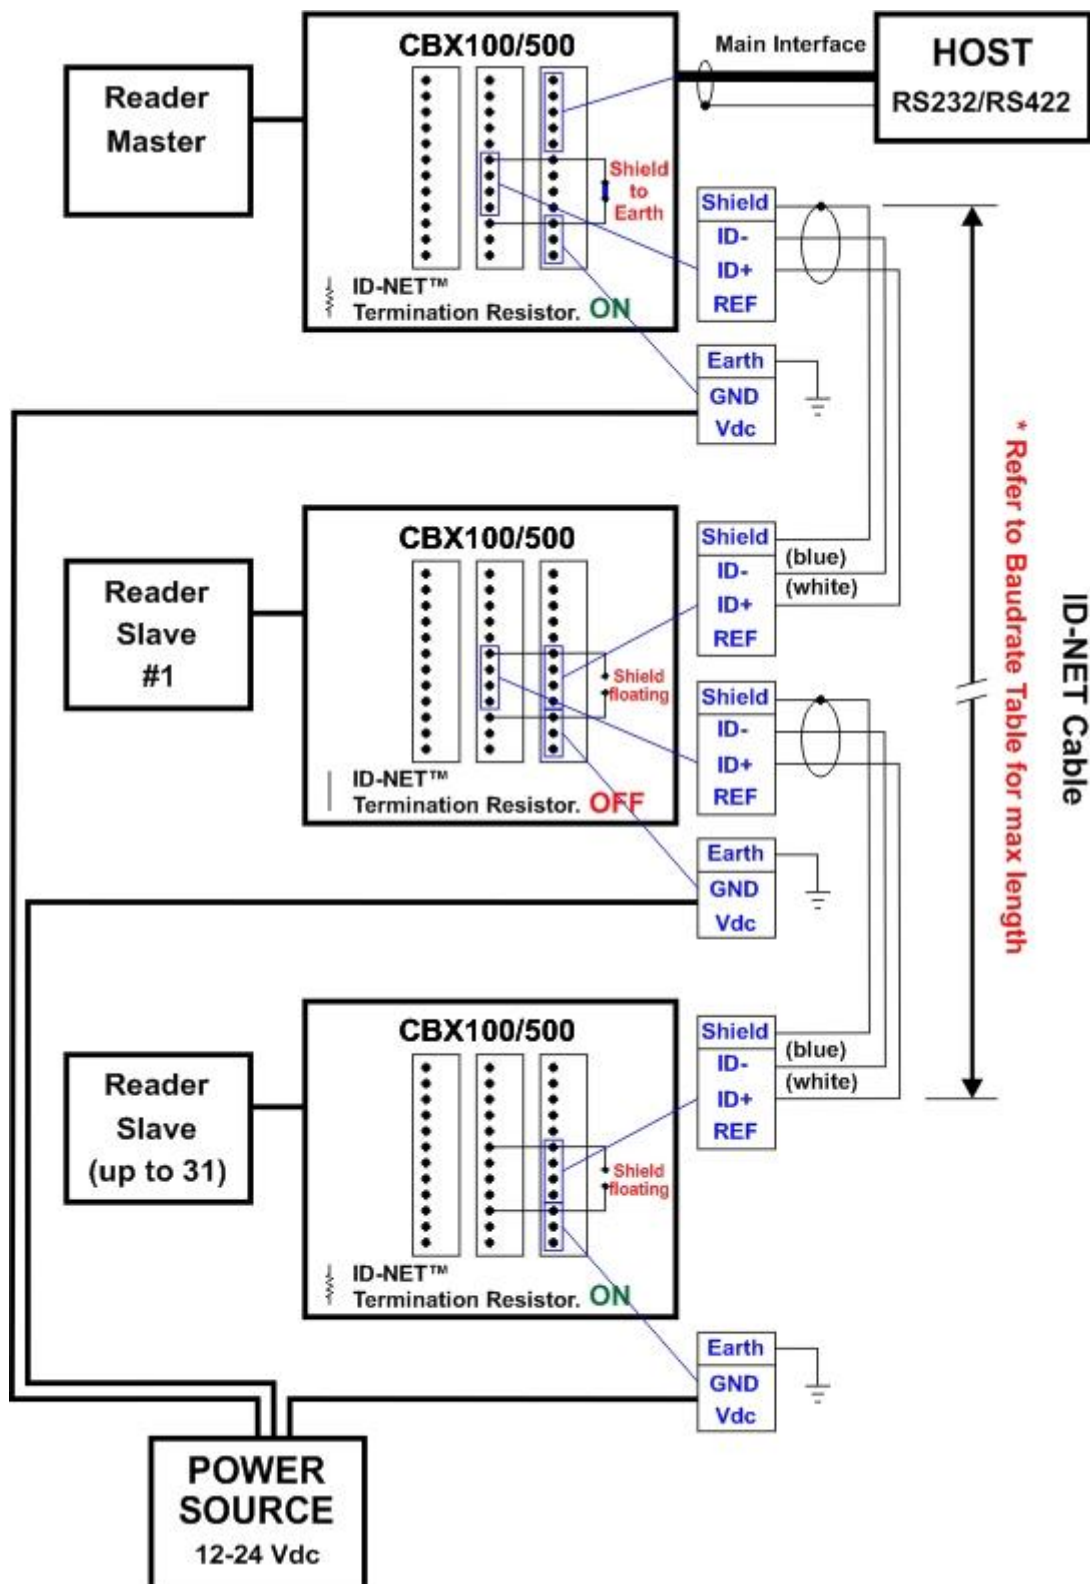 CBX100/500
Reader
Master
Main Interface
HOST
RS232/RS422
Shield
to
Earth
ID-NET™
Termination Resistor. ON
Shield
ID-
ID+
REF
Earth
GND
Vdc
CBX100/500
Reader
Slave
#1
Shield
floating
ID-NET™
Termination Resistor. OFF
Shield
(blue)
ID-
(white)
ID+
REF
Shield
ID-
ID+
REF
Earth
GND
Vdc
* Refer to Baudrate Table for max length
ID-NET Cable
CBX100/500
Reader
Slave
(up to 31)
Shield
floating
ID-NET™
Termination Resistor. ON
Shield
(blue)
ID-
(white)
ID+
REF
Earth
GND
Vdc
POWER
SOURCE
12-24 Vdc